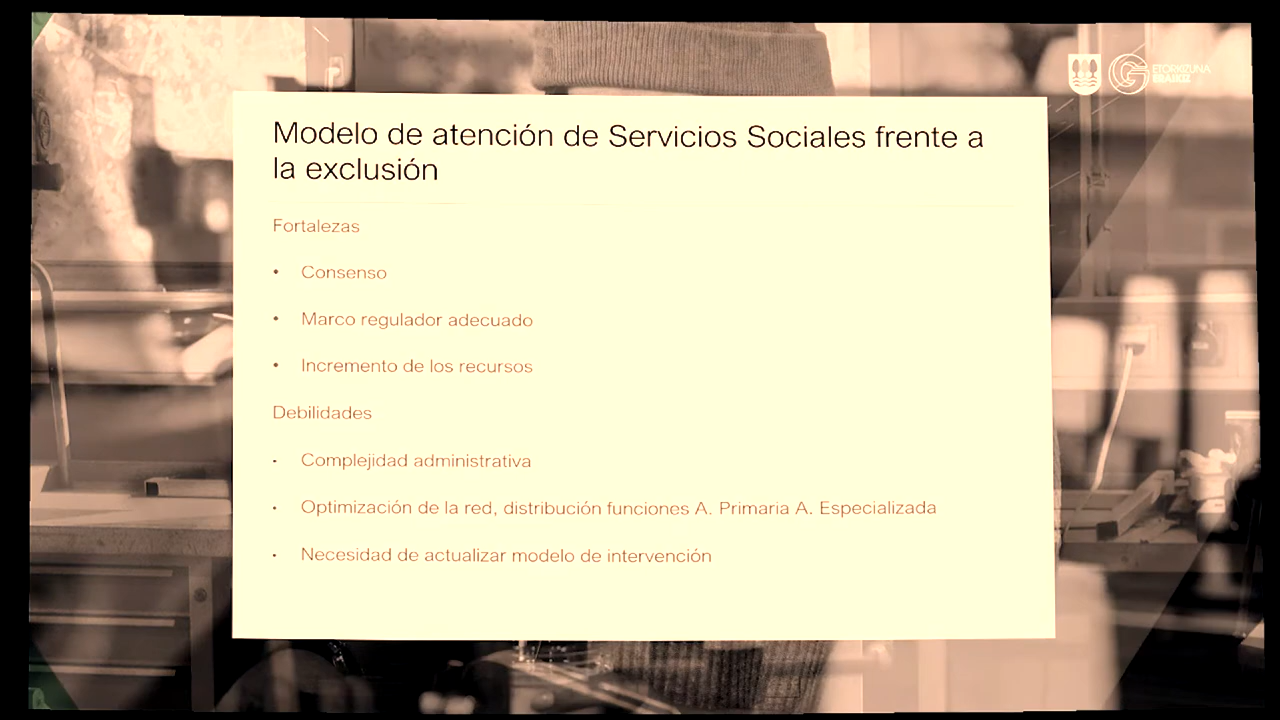 ETORKIZUNA
ERAIKIZ
Modelo de atención de Servicios Sociales frente a
la exclusión
Fortalezas
• Consenso
• Marco regulador adecuado
• Incremento de los recursos
Debilidades
• Complejidad administrativa
• Optimización de la red, distribución funciones A. Primaria A. Especializada
• Necesidad de actualizar modelo de intervención